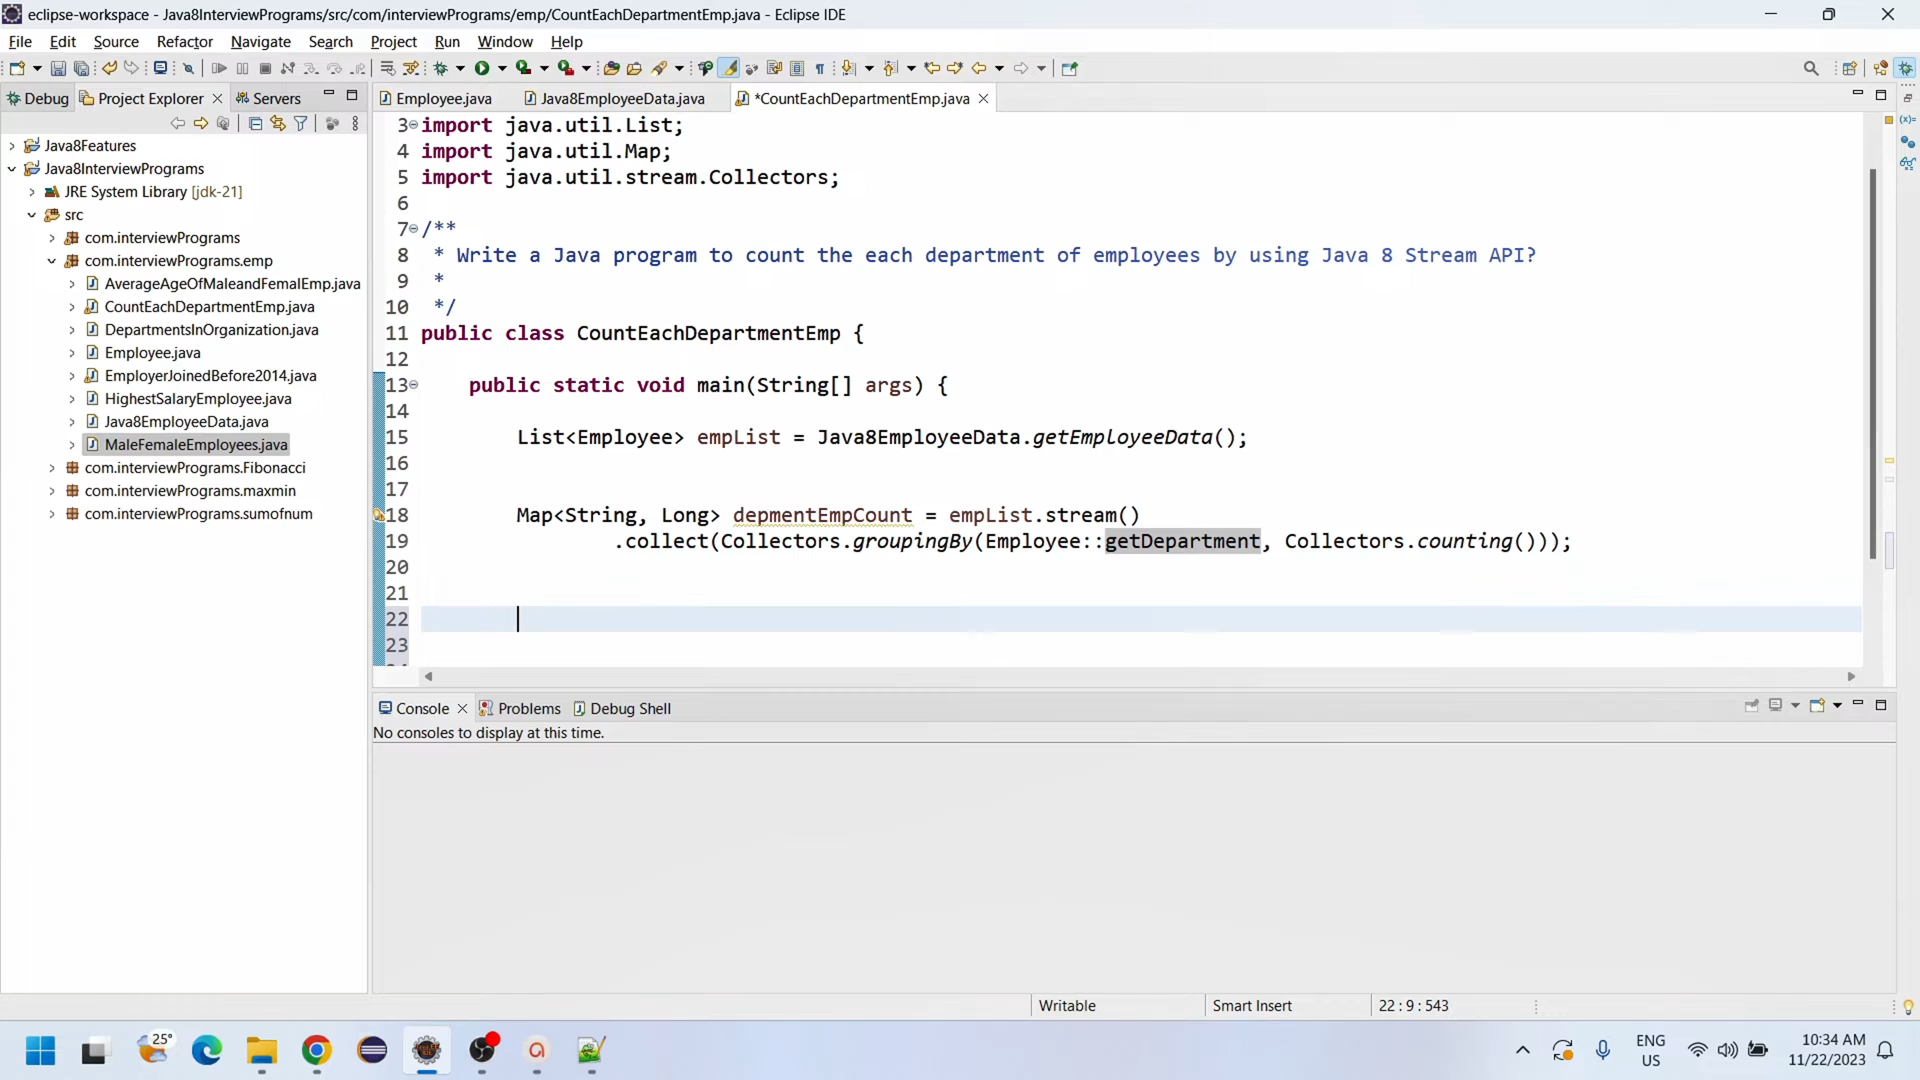 eclipse-workspace - Java8InterviewPrograms/src/com/interviewPrograms/emp/CountEachDepartmentEmp.java - Eclipse IDE
File Edit Source Refactor Navigate Search Project Run Window Help
Debug Project Explorer Servers
Employee.java Java8EmployeeData.java *CountEachDepartmentEmp.java
Java8Features
Java8InterviewPrograms
JRE System Library [jdk-21]
src
com.interviewPrograms
com.interviewPrograms.emp
AverageAgeOfMaleandFemalEmp.java
CountEachDepartmentEmp.java
DepartmentsInOrganization.java
Employee.java
EmployerJoinedBefore2014.java
HighestSalaryEmployee.java
Java8EmployeeData.java
MaleFemaleEmployees.java
com.interviewPrograms.Fibonacci
com.interviewPrograms.maxmin
com.interviewPrograms.sumofnum
3 import java.util.List;
4 import java.util.Map;
5 import java.util.stream.Collectors;
6
7 /**
8 * Write a Java program to count the each department of employees by using Java 8 Stream API?
9 *
10 */
11 public class CountEachDepartmentEmp {
12
13 public static void main(String[] args) {
14
15 List<Employee> empList = Java8EmployeeData.getEmployeeData();
16
17
18 Map<String, Long> depmentEmpCount = empList.stream()
19 .collect(Collectors.groupingBy(Employee::getDepartment, Collectors.counting()));
20
21
22
23
Console Problems Debug Shell
No consoles to display at this time.
Writable Smart Insert 22 : 9 : 543
25°
ENG
US
10:34 AM
11/22/2023